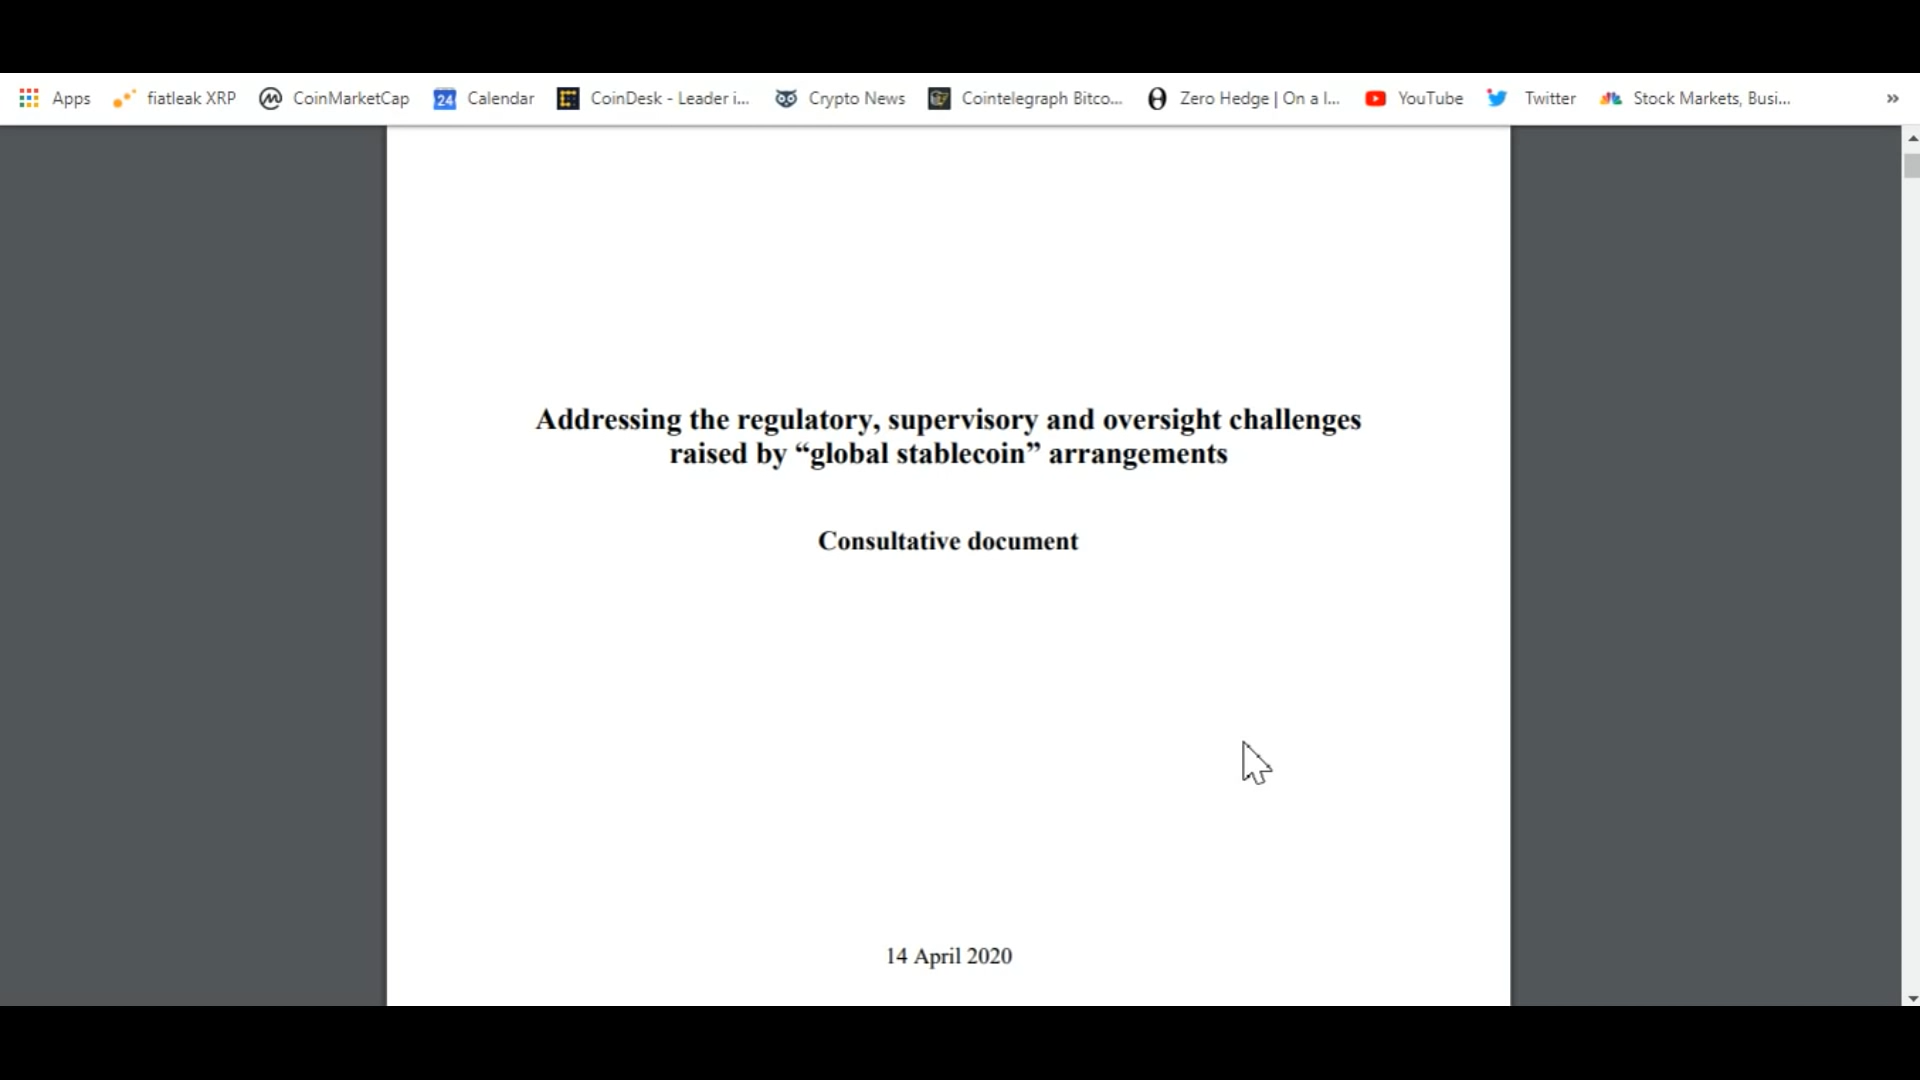 Apps fiatleak XRP CoinMarketCap 24 Calendar CoinDesk - Leader i... Crypto News Cointelegraph Bitco... Zero Hedge | On a l... YouTube Twitter Stock Markets, Busi... »
Addressing the regulatory, supervisory and oversight challenges
raised by “global stablecoin” arrangements
Consultative document
14 April 2020